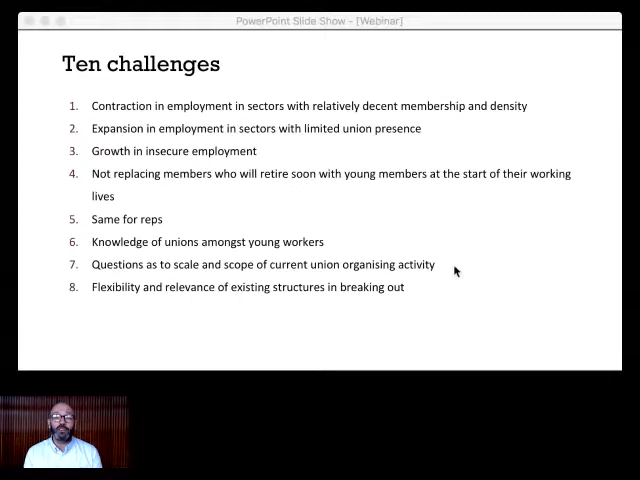 PowerPoint Slide Show - [Webinar]
Ten challenges
1. Contraction in employment in sectors with relatively decent membership and density
2. Expansion in employment in sectors with limited union presence
3. Growth in insecure employment
4. Not replacing members who will retire soon with young members at the start of their working
lives
5. Same for reps
6. Knowledge of unions amongst young workers
7. Questions as to scale and scope of current union organising activity
8. Flexibility and relevance of existing structures in breaking out